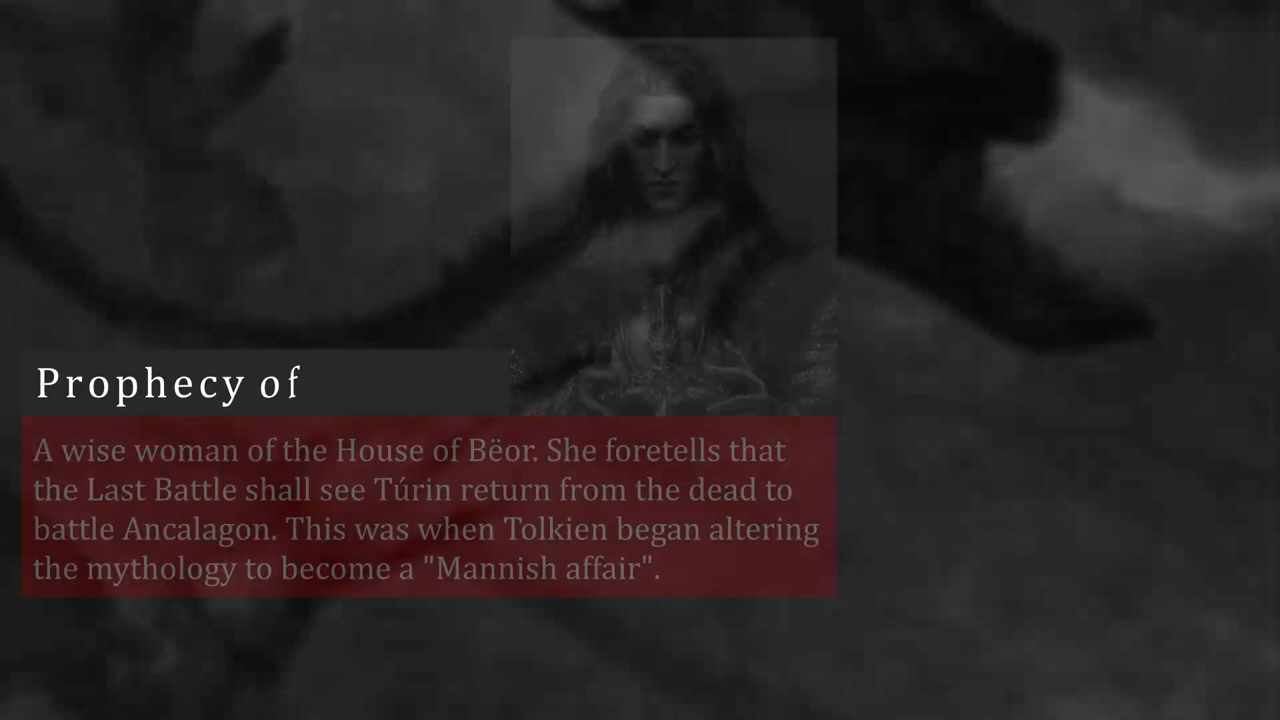 Prophecy of
A wise woman of the House of Bëor. She foretells that
the Last Battle shall see Túrin return from the dead to
battle Ancalagon. This was when Tolkien began altering
the mythology to become a "Mannish affair".